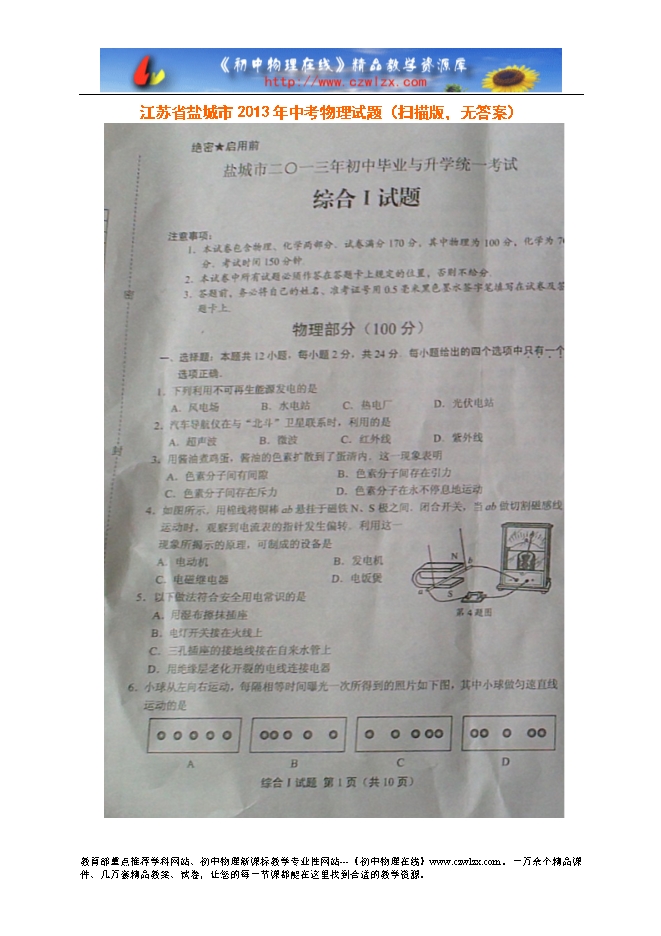 《初中物理在线》精品教学资源库
http://www.czwlzx.com
江苏省盐城市2013年中考物理试题（扫描版，无答案）
绝密★启用前
盐城市二〇一三年初中毕业与升学统一考试
综合Ⅰ试题
注意事项：
1．本试卷包含物理、化学两部分．试卷满分170分，其中物理为100分，化学为70
分．考试时间150分钟．
2．本试卷中所有试题必须作答在答题卡上规定的位置，否则不给分．
3．答题前，务必将自己的姓名、准考证号用0.5毫米黑色墨水签字笔填写在试卷及答
题卡上．
密
物理部分（100分）
一、选择题：本题共12小题，每小题2分，共24分．每小题给出的四个选项中只有一个
选项正确．
1．下列利用不可再生能源发电的是
A．风电场 B．水电站 C．热电厂 D．光伏电站
2．汽车导航仪在与“北斗”卫星联系时，利用的是
A．超声波 B．微波 C．红外线 D．紫外线
封
3．用酱油煮鸡蛋，酱油的色素扩散到了蛋清内．这一现象表明
A．色素分子间有间隙 B．色素分子间存在引力
C．色素分子间存在斥力 D．色素分子在永不停息地运动
4．如图所示，用棉线将铜棒ab悬挂于磁铁N、S极之间．闭合开关，当ab做切割磁感线
运动时，观察到电流表的指针发生偏转．利用这一
现象所揭示的原理，可制成的设备是
A．电动机 B．发电机
C．电磁继电器 D．电饭煲
N
b
a
S
第4题图
5．以下做法符合安全用电常识的是
A．用湿布擦抹插座
B．电灯开关接在火线上
C．三孔插座的接地线接在自来水管上
D．用绝缘层老化开裂的电线连接电器
6．小球从左向右运动，每隔相等时间曝光一次所得到的照片如下图，其中小球做匀速直线
运动的是
A B C D
综合Ⅰ试题 第1页（共10页）
教育部重点推荐学科网站、初中物理新课标教学专业性网站---《初中物理在线》www.czwlzx.com。一万余个精品课
件、几万套精品教案、试卷，让您的每一节课都能在这里找到合适的教学资源。